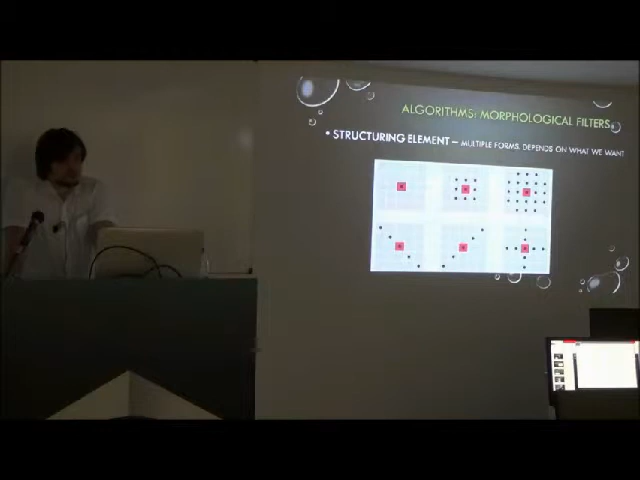 ALGORITHMS: MORPHOLOGICAL FILTERS
• STRUCTURING ELEMENT – MULTIPLE FORMS, DEPENDS ON WHAT WE WANT